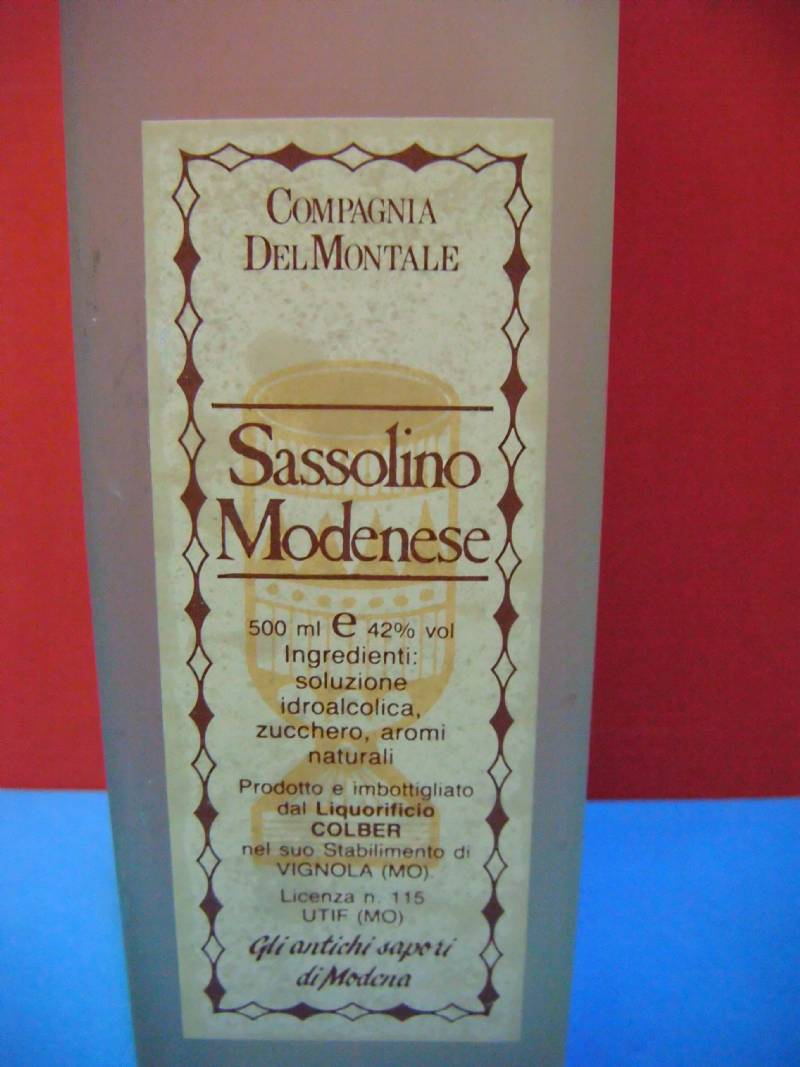 COMPAGNIA
DEL MONTALE
Sassolino
Modenese
500 ml e 42% vol
Ingredienti:
soluzione
idroalcolica,
zucchero, aromi
naturali
Prodotto e imbottigliato
dal Liquorificio
COLBER
nel suo Stabilimento di
VIGNOLA (MO)
Licenza n. 115
UTIF (MO)
Gli antichi sapori
di Modena